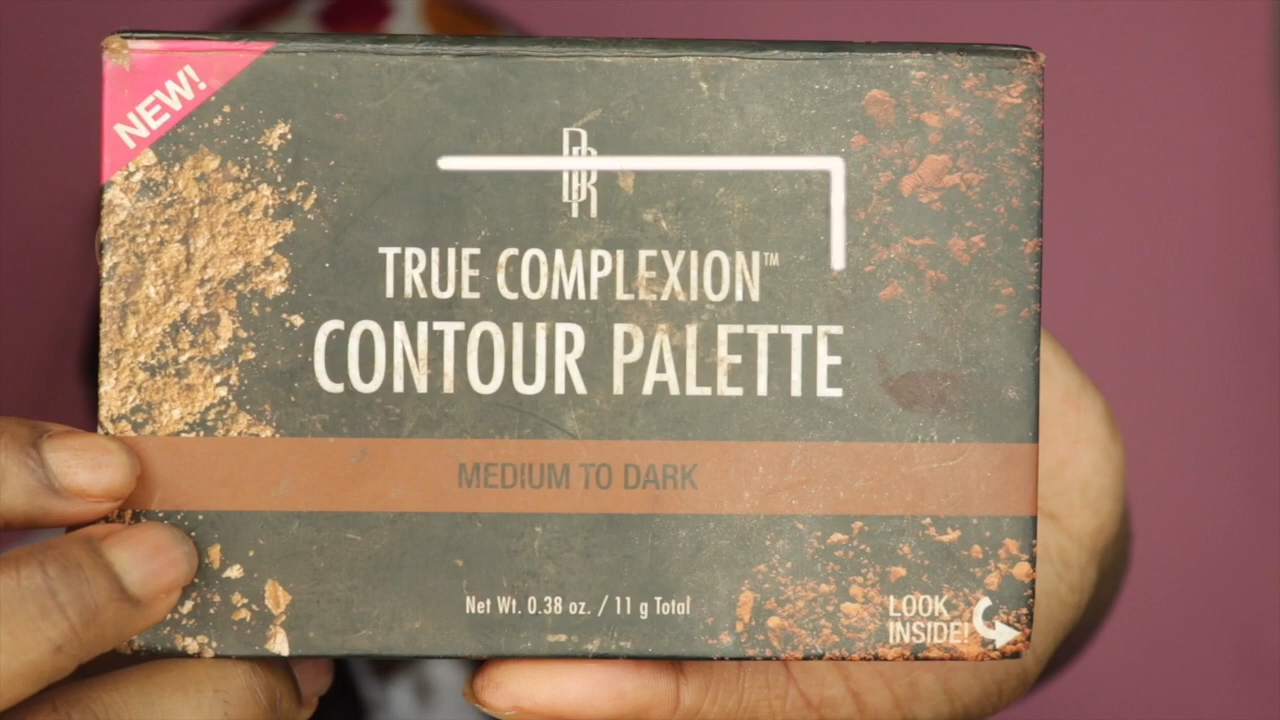 NEW!
BR
TRUE COMPLEXION™
CONTOUR PALETTE
MEDIUM TO DARK
Net Wt. 0.38 oz. / 11 g Total
LOOK
INSIDE!